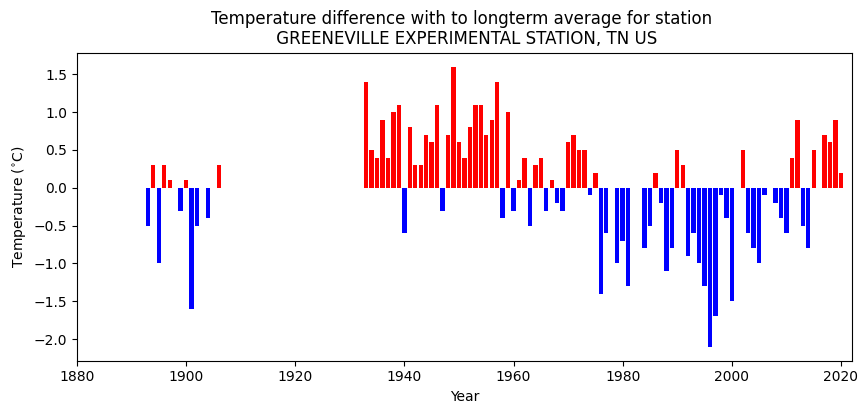 Temperature difference with to longterm average for station
GREENEVILLE EXPERIMENTAL STATION, TN US
Temperature (°C)
1.5
1.0
0.5
0.0
−0.5
−1.0
−1.5
−2.0
1880 1900 1920 1940 1960 1980 2000 2020
Year